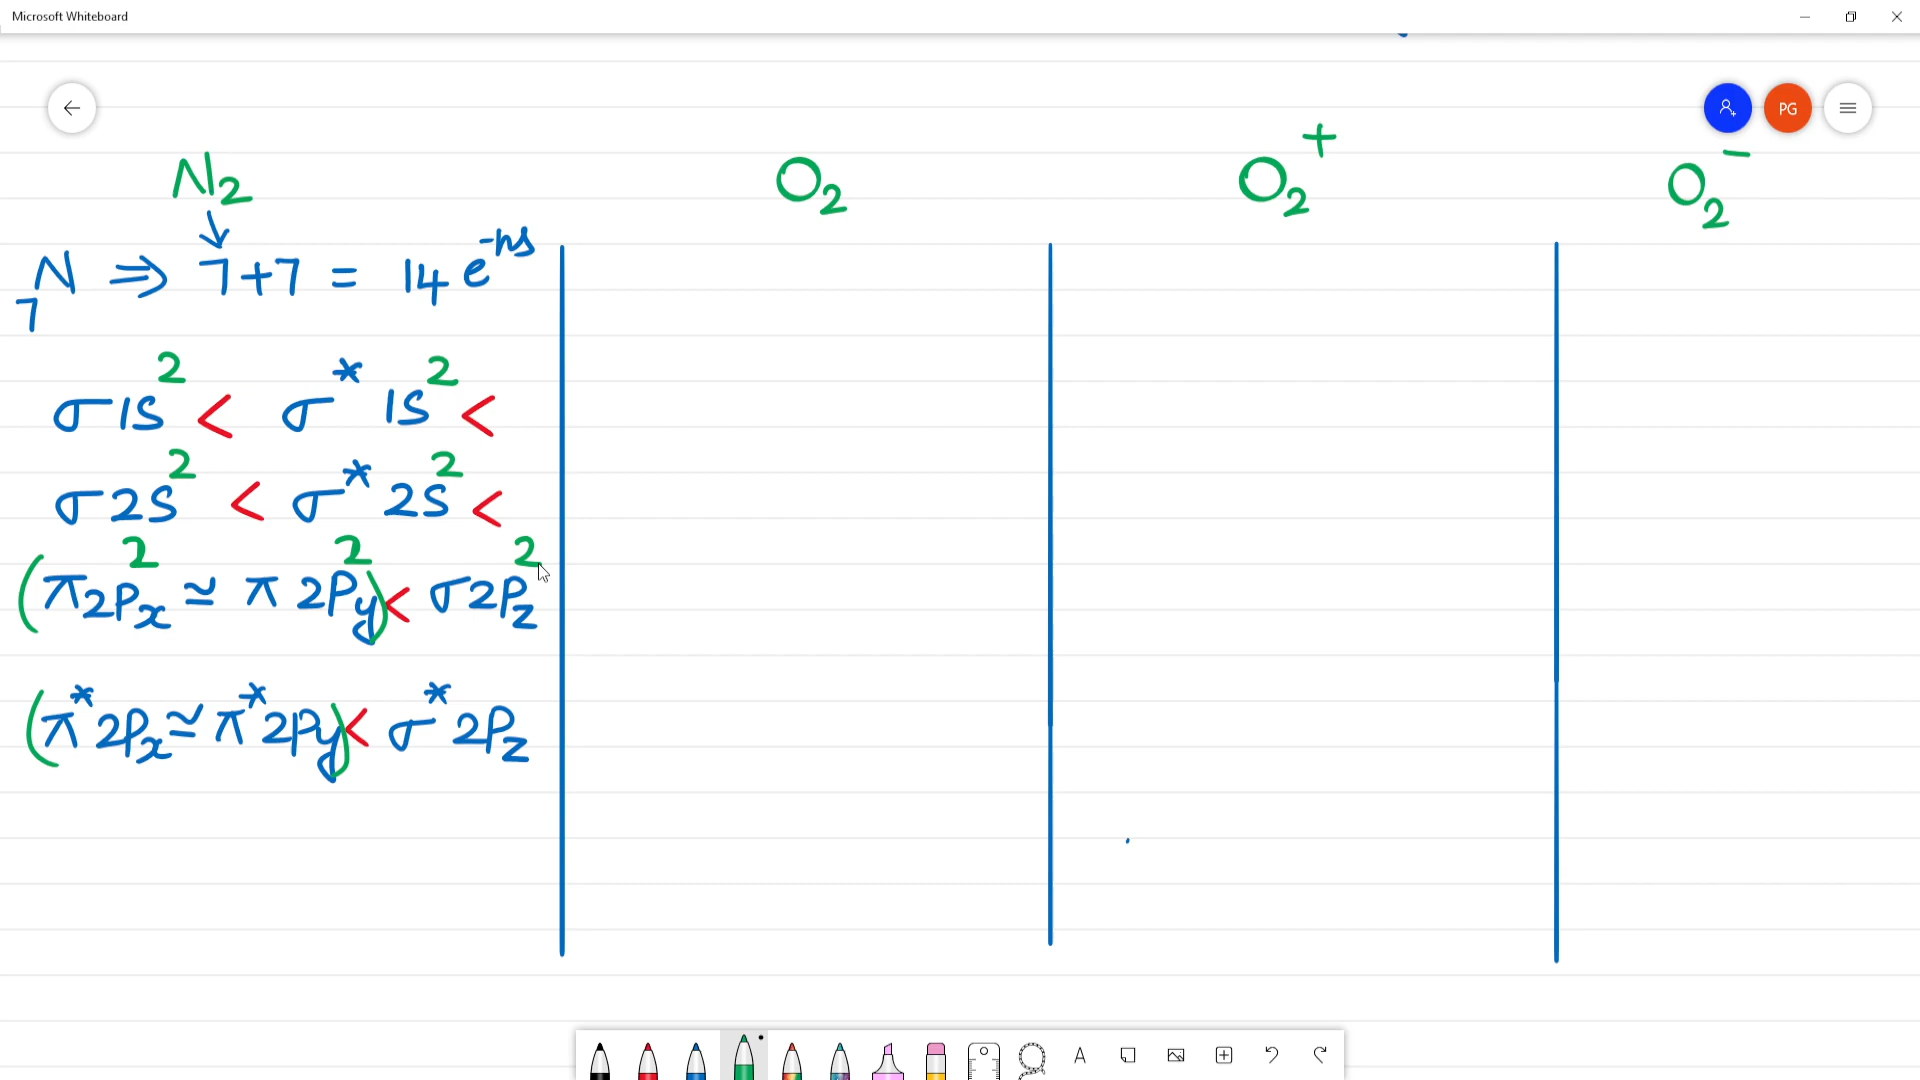 Microsoft Whiteboard
PG
N₂ O₂ O₂⁺ O₂⁻
₇N ⇒ 7+7 = 14 e⁻ⁿˢ
σ1S² < σ* 1S² <
σ2S² < σ* 2S² <
(π2Pₓ² ≃ π 2Py²) < σ2Pz²
(π*2Pₓ ≃ π*2Py) < σ*2Pz
A